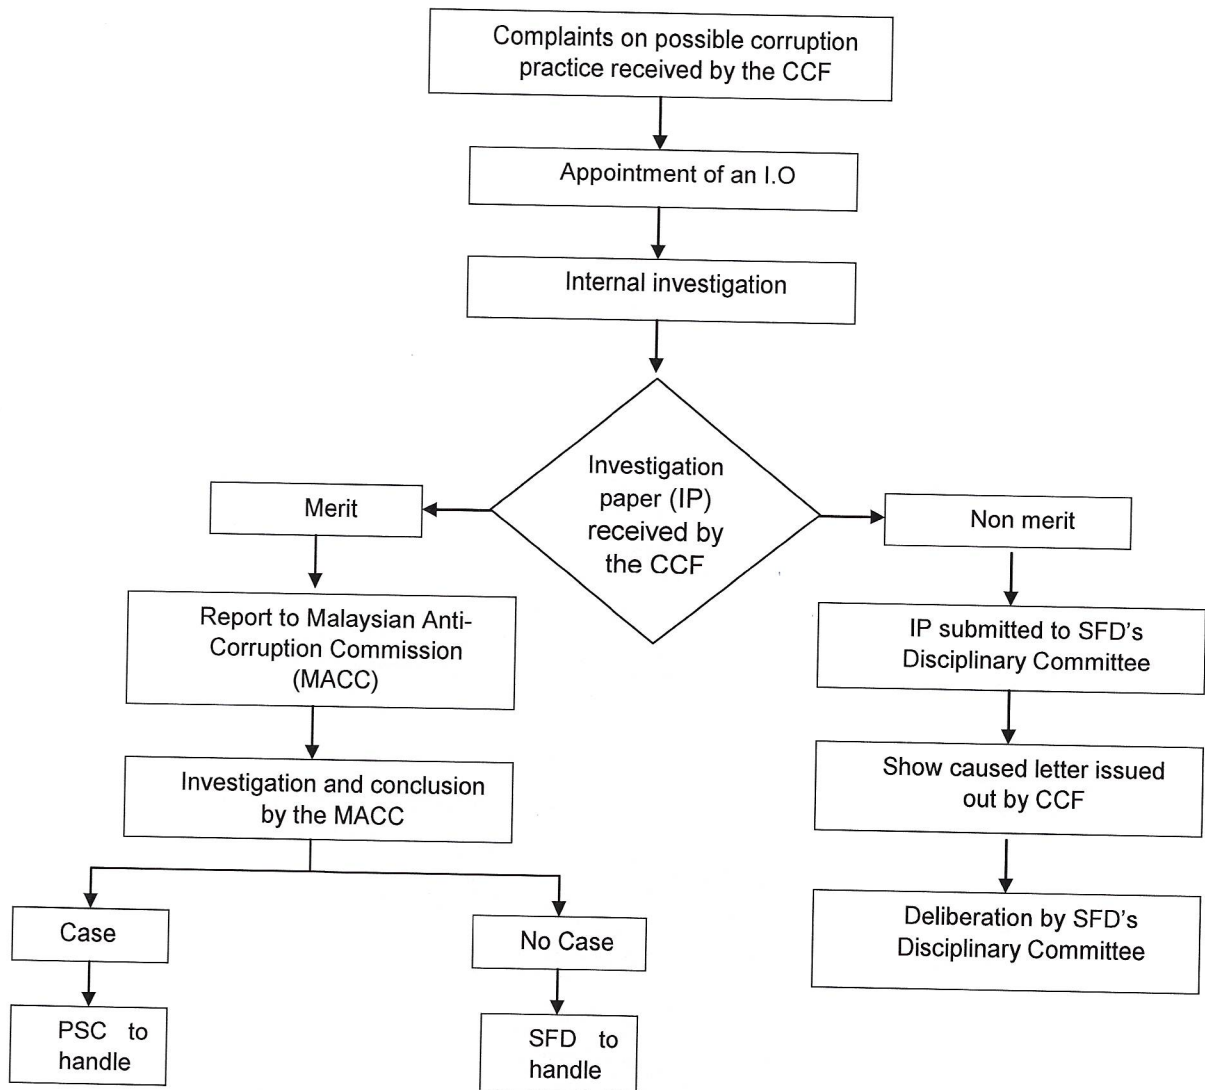 Complaints on possible corruption
practice received by the CCF
Appointment of an I.O
Internal investigation
Investigation
paper (IP)
received by
the CCF
Merit
Non merit
Report to Malaysian Anti-
Corruption Commission
(MACC)
IP submitted to SFD's
Disciplinary Committee
Investigation and conclusion
by the MACC
Show caused letter issued
out by CCF
Case
No Case
Deliberation by SFD's
Disciplinary Committee
PSC to
handle
SFD to
handle